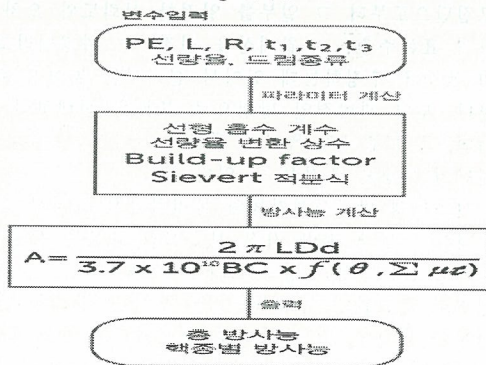 변수입력
PE, L, R, t₁,t₂,t₃
선량율, 드럼종류
파라미터 계산
선형 흡수 계수
선량율 변환 상수
Build-up factor
Sievert 적분식
방사능 계산
A= 2 π LDd / 3.7 x 10¹⁰BC x f(θ,∑ μt)
출력
총 방사능
핵종별 방사능